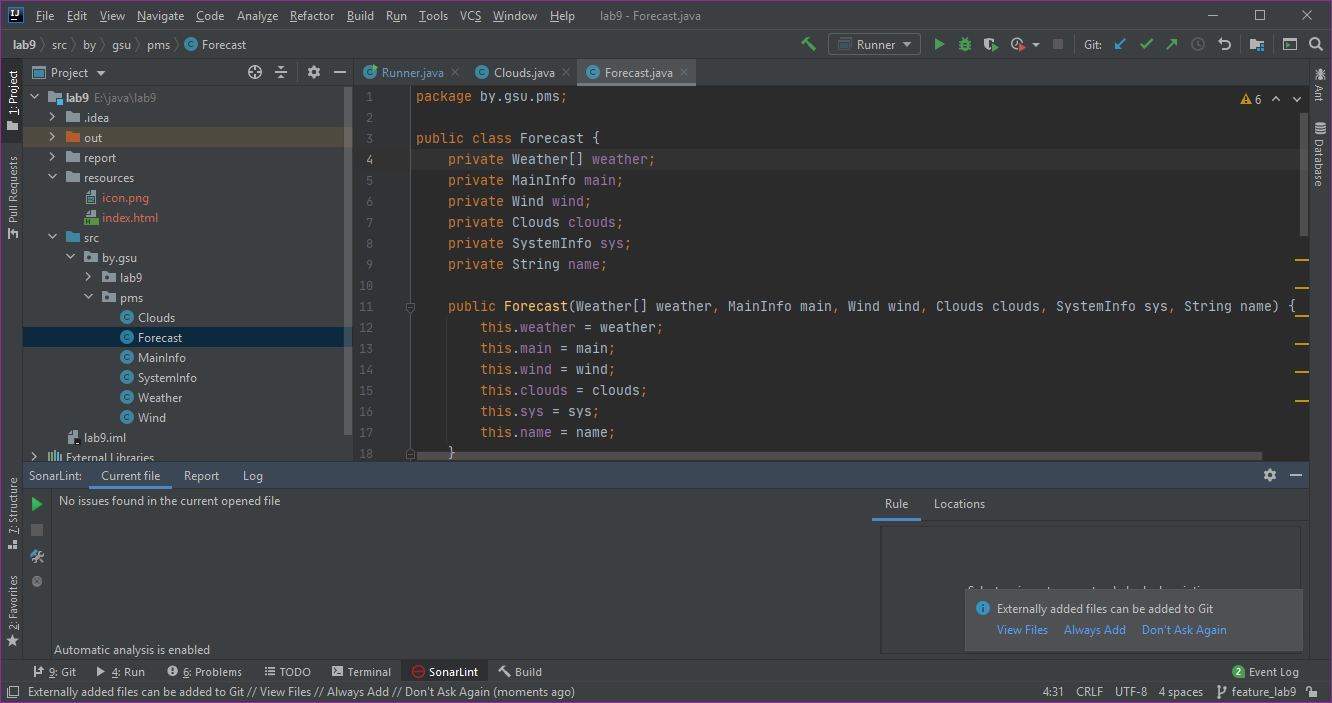 File Edit View Navigate Code Analyze Refactor Build Run Tools VCS Window Help lab9 - Forecast.java
lab9 src by gsu pms Forecast
Runner
Git:
Project
Runner.java
Clouds.java
Forecast.java
1: Project
Pull Requests
7: Structure
2: Favorites
lab9 E:\java\lab9
.idea
out
report
resources
icon.png
index.html
src
by.gsu
lab9
pms
Clouds
Forecast
MainInfo
SystemInfo
Weather
Wind
lab9.iml
External Libraries
6
1 package by.gsu.pms;
2
3 public class Forecast {
4 private Weather[] weather;
5 private MainInfo main;
6 private Wind wind;
7 private Clouds clouds;
8 private SystemInfo sys;
9 private String name;
10
11 public Forecast(Weather[] weather, MainInfo main, Wind wind, Clouds clouds, SystemInfo sys, String name) {
12 this.weather = weather;
13 this.main = main;
14 this.wind = wind;
15 this.clouds = clouds;
16 this.sys = sys;
17 this.name = name;
18 }
Ant
Database
SonarLint: Current file Report Log
No issues found in the current opened file
Automatic analysis is enabled
Rule Locations
Externally added files can be added to Git
View Files Always Add Don't Ask Again
9: Git 4: Run 6: Problems TODO Terminal SonarLint Build 2 Event Log
Externally added files can be added to Git // View Files // Always Add // Don't Ask Again (moments ago) 4:31 CRLF UTF-8 4 spaces feature_lab9